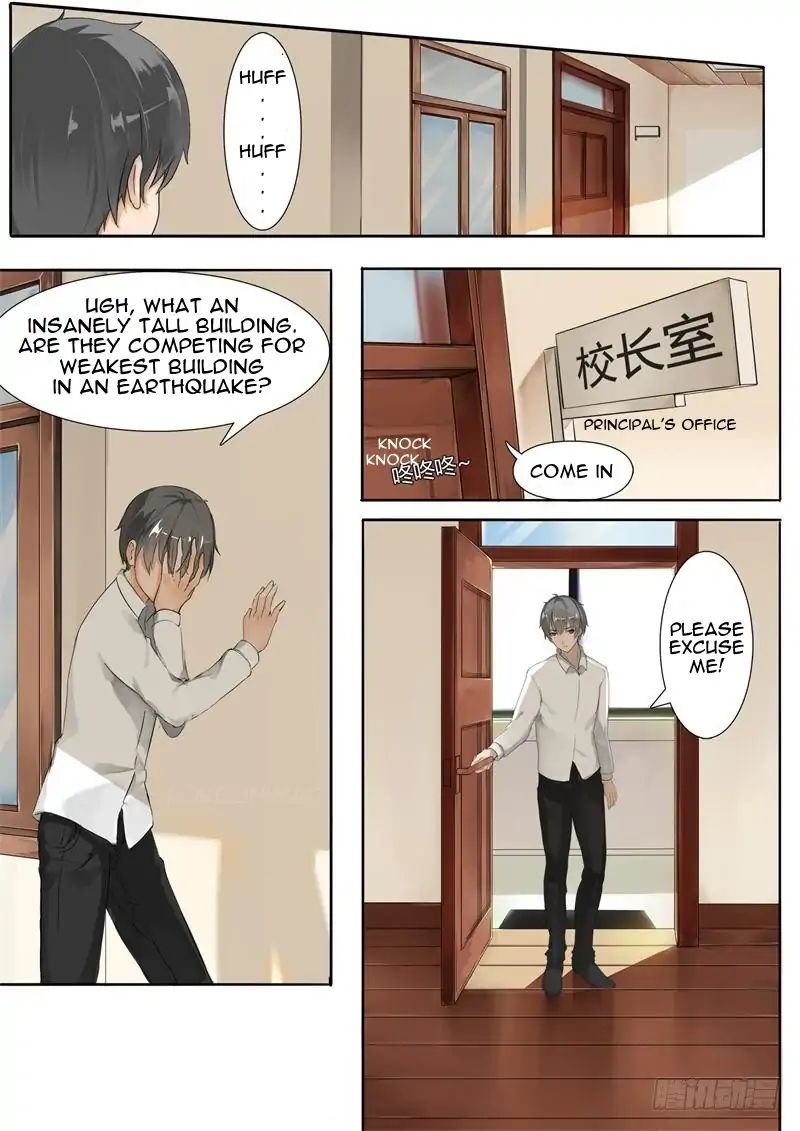 HUFF
.
.
.
HUFF
.
.
.
UGH, WHAT AN
INSANELY TALL BUILDING.
ARE THEY COMPETING FOR
WEAKEST BUILDING
IN AN EARTHQUAKE?
校长室
PRINCIPAL'S OFFICE
KNOCK
KNOCK
咚咚咚~
COME IN
PLEASE
EXCUSE
ME!
腾讯动漫